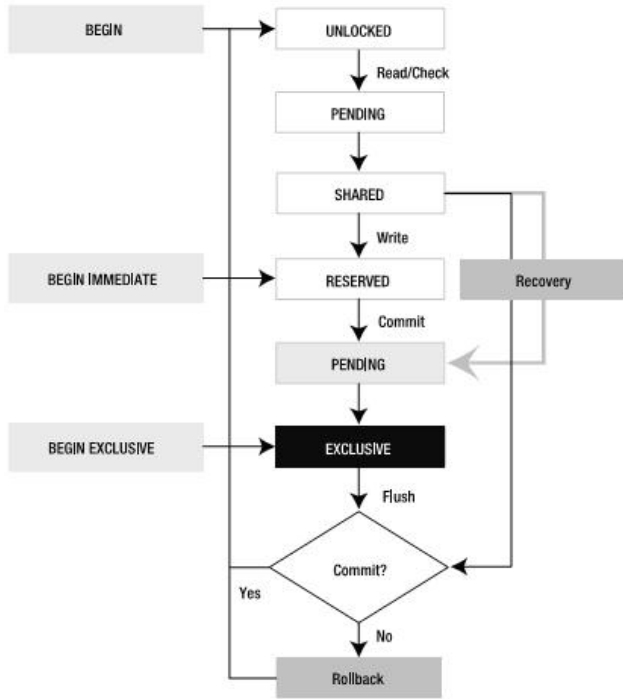 BEGIN
UNLOCKED
Read/Check
PENDING
SHARED
Write
BEGIN IMMEDIATE
RESERVED
Recovery
Commit
PENDING
BEGIN EXCLUSIVE
EXCLUSIVE
Flush
Commit?
Yes
No
Rollback